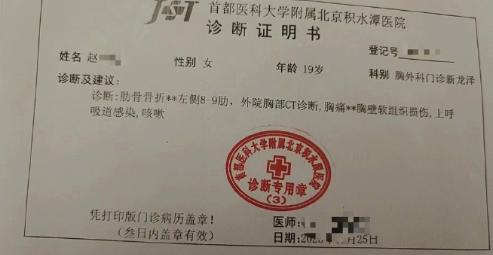 JST 首都医科大学附属北京积水潭医院
诊断证明书
登记号
姓名 赵 性别 女 年龄 19岁 科别 胸外科门诊新龙泽
诊断及建议:
诊断:肋骨骨折**左侧8-9肋, 外院胸部CT诊断,胸痛**胸壁软组织损伤,上呼
吸道感染,咳嗽
首都医科大学附属北京积水潭医院
诊断专用章
(3)
凭打印版门诊病历盖章!
(叁日内盖章有效)
医师:
日期: 25日